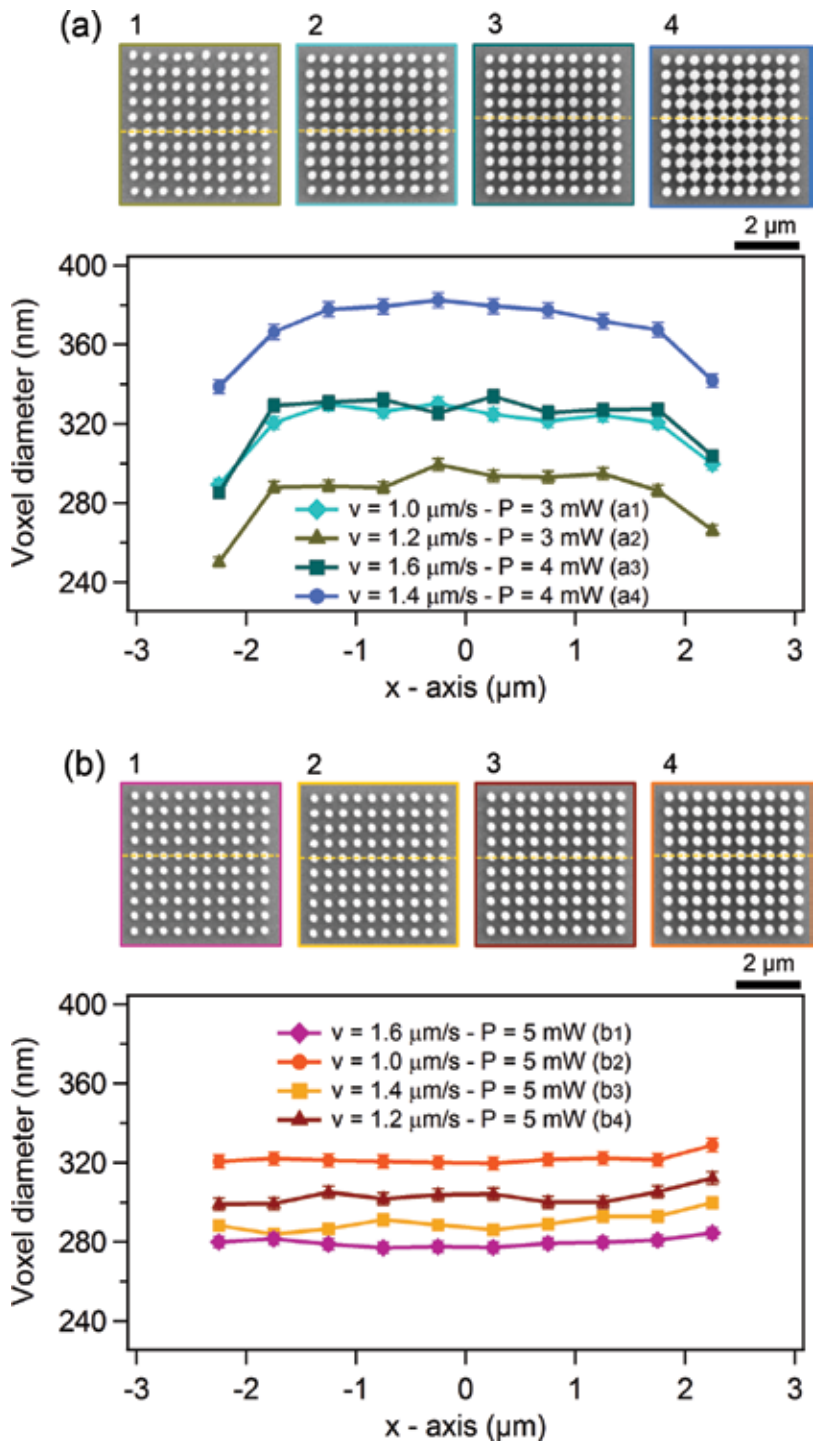 (a)
1 2 3 4
2 μm
400
360
320
280
240
Voxel diameter (nm)
v = 1.0 μm/s - P = 3 mW (a1)
v = 1.2 μm/s - P = 3 mW (a2)
v = 1.6 μm/s - P = 4 mW (a3)
v = 1.4 μm/s - P = 4 mW (a4)
-3 -2 -1 0 1 2 3
x - axis (μm)
(b)
1 2 3 4
2 μm
400
360
320
280
240
Voxel diameter (nm)
v = 1.6 μm/s - P = 5 mW (b1)
v = 1.0 μm/s - P = 5 mW (b2)
v = 1.4 μm/s - P = 5 mW (b3)
v = 1.2 μm/s - P = 5 mW (b4)
-3 -2 -1 0 1 2 3
x - axis (μm)